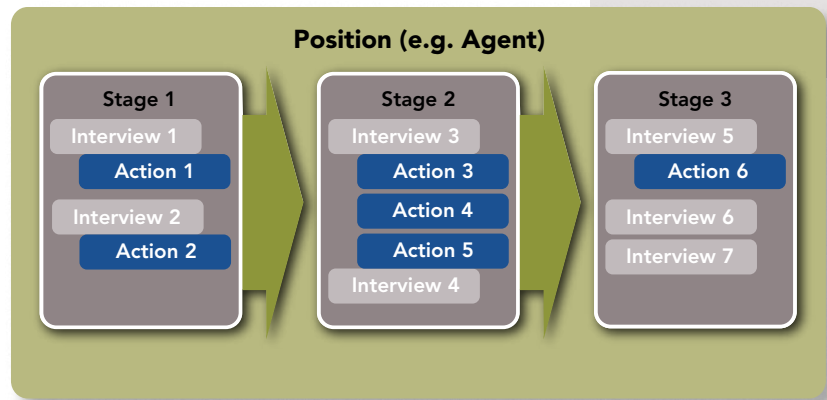 Position (e.g. Agent)
Stage 1
Interview 1
Action 1
Interview 2
Action 2
Stage 2
Interview 3
Action 3
Action 4
Action 5
Interview 4
Stage 3
Interview 5
Action 6
Interview 6
Interview 7